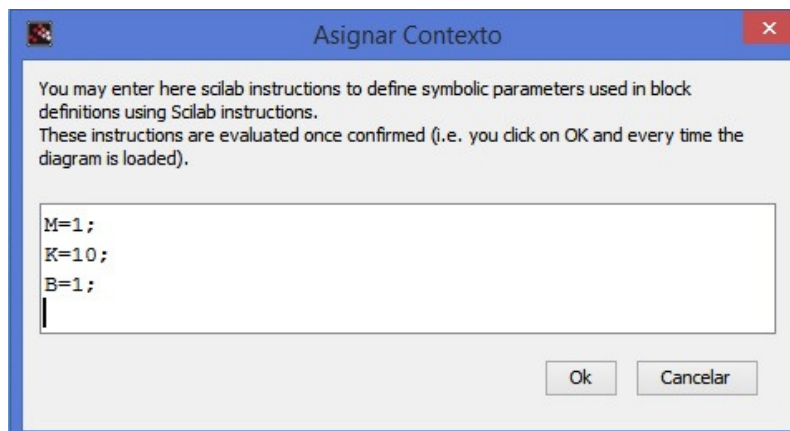 Asignar Contexto
You may enter here scilab instructions to define symbolic parameters used in block
definitions using Scilab instructions.
These instructions are evaluated once confirmed (i.e. you click on OK and every time the
diagram is loaded).
M=1;
K=10;
B=1;
Ok Cancelar